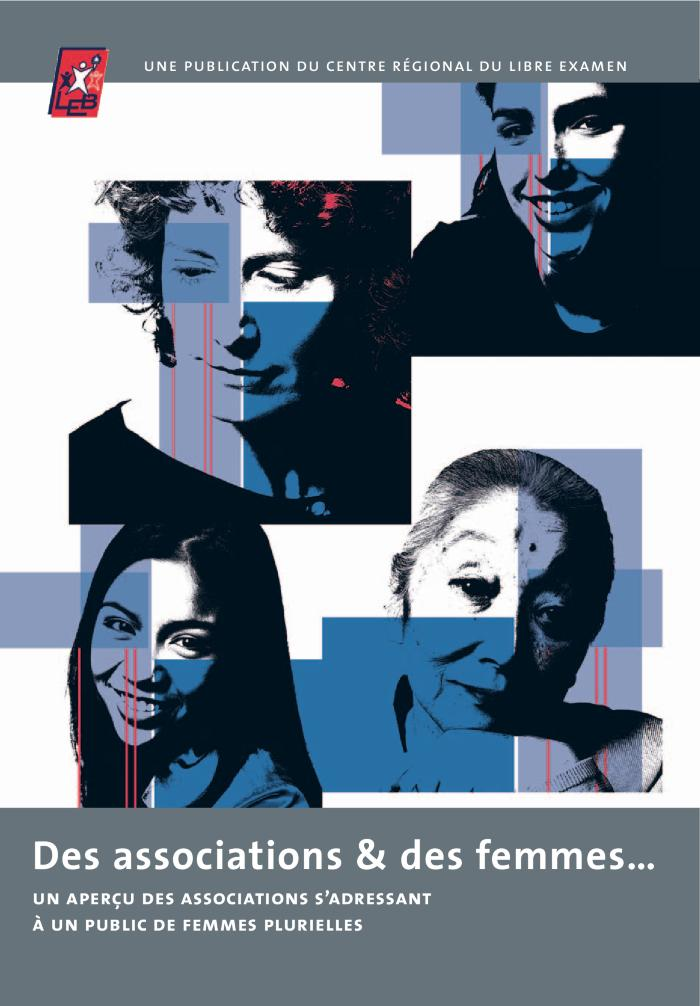 UNE PUBLICATION DU CENTRE RÉGIONAL DU LIBRE EXAMEN
LEB
Des associations & des femmes...
UN APERÇU DES ASSOCIATIONS S'ADRESSANT
À UN PUBLIC DE FEMMES PLURIELLES